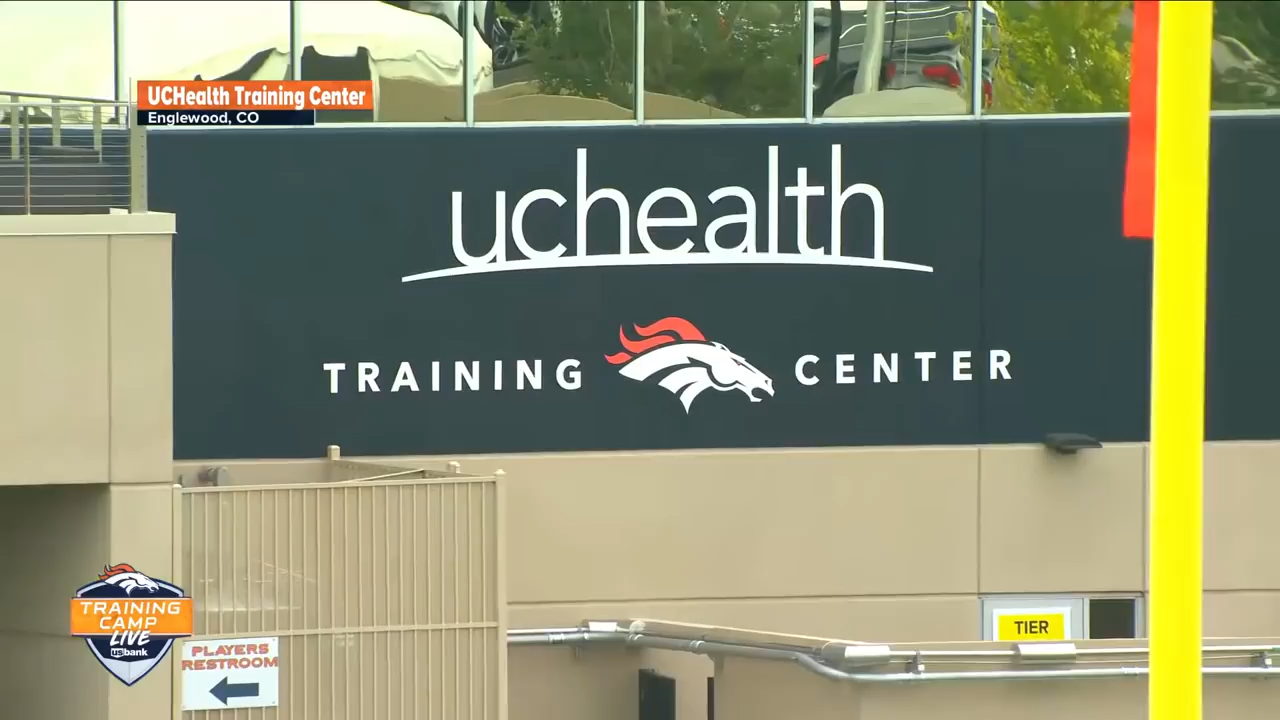 UCHealth Training Center
Englewood, CO
uchealth
TRAINING CENTER
TRAINING
CAMP
LIVE
usbank
PLAYERS
RESTROOM
TIER